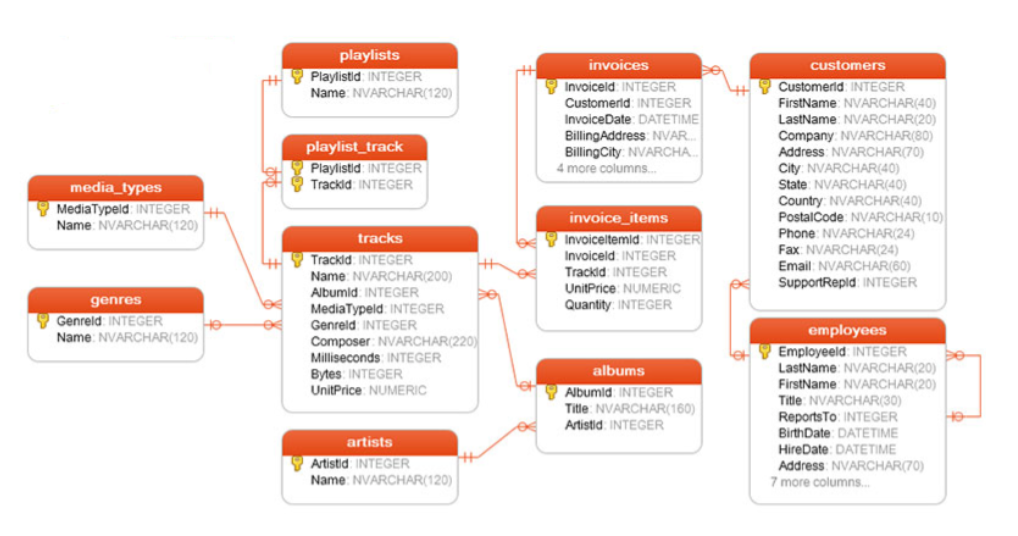 playlists
PlaylistId: INTEGER
Name: NVARCHAR(120)
playlist_track
PlaylistId: INTEGER
TrackId: INTEGER
media_types
MediaTypeId: INTEGER
Name: NVARCHAR(120)
genres
GenreId: INTEGER
Name: NVARCHAR(120)
tracks
TrackId: INTEGER
Name: NVARCHAR(200)
AlbumId: INTEGER
MediaTypeId: INTEGER
GenreId: INTEGER
Composer: NVARCHAR(220)
Milliseconds: INTEGER
Bytes: INTEGER
UnitPrice: NUMERIC
artists
ArtistId: INTEGER
Name: NVARCHAR(120)
invoices
InvoiceId: INTEGER
CustomerId: INTEGER
InvoiceDate: DATETIME
BillingAddress: NVAR...
BillingCity: NVARCHA...
4 more columns...
invoice_items
InvoiceItemId: INTEGER
InvoiceId: INTEGER
TrackId: INTEGER
UnitPrice: NUMERIC
Quantity: INTEGER
albums
AlbumId: INTEGER
Title: NVARCHAR(160)
ArtistId: INTEGER
customers
CustomerId: INTEGER
FirstName: NVARCHAR(40)
LastName: NVARCHAR(20)
Company: NVARCHAR(80)
Address: NVARCHAR(70)
City: NVARCHAR(40)
State: NVARCHAR(40)
Country: NVARCHAR(40)
PostalCode: NVARCHAR(10)
Phone: NVARCHAR(24)
Fax: NVARCHAR(24)
Email: NVARCHAR(60)
SupportRepId: INTEGER
employees
EmployeeId: INTEGER
LastName: NVARCHAR(20)
FirstName: NVARCHAR(20)
Title: NVARCHAR(30)
ReportsTo: INTEGER
BirthDate: DATETIME
HireDate: DATETIME
Address: NVARCHAR(70)
7 more columns...